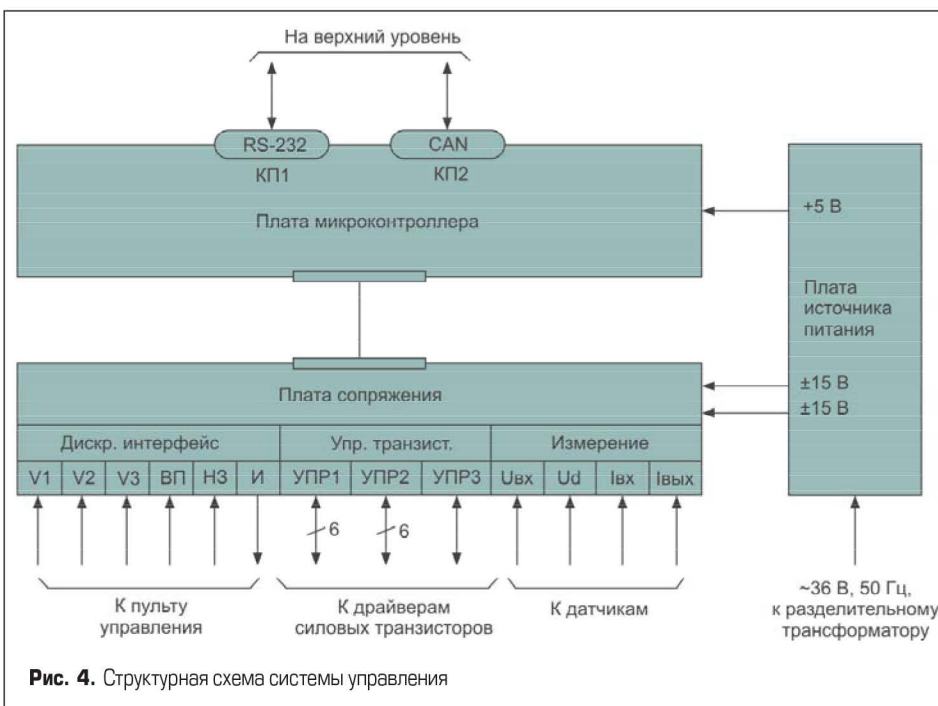 На верхний уровень
RS-232
CAN
КП1
КП2
Плата микроконтроллера
+5 В
Плата
источника
питания
±15 В
±15 В
Плата сопряжения
Дискр. интерфейс
Упр. транзист.
Измерение
V1
V2
V3
ВП
НЗ
И
УПР1
УПР2
УПР3
Uвх
Ud
Iвх
Iвых
6
6
К пульту
управления
К драйверам
силовых транзисторов
К датчикам
~36 В, 50 Гц,
к разделительному
трансформатору
Рис. 4. Структурная схема системы управления